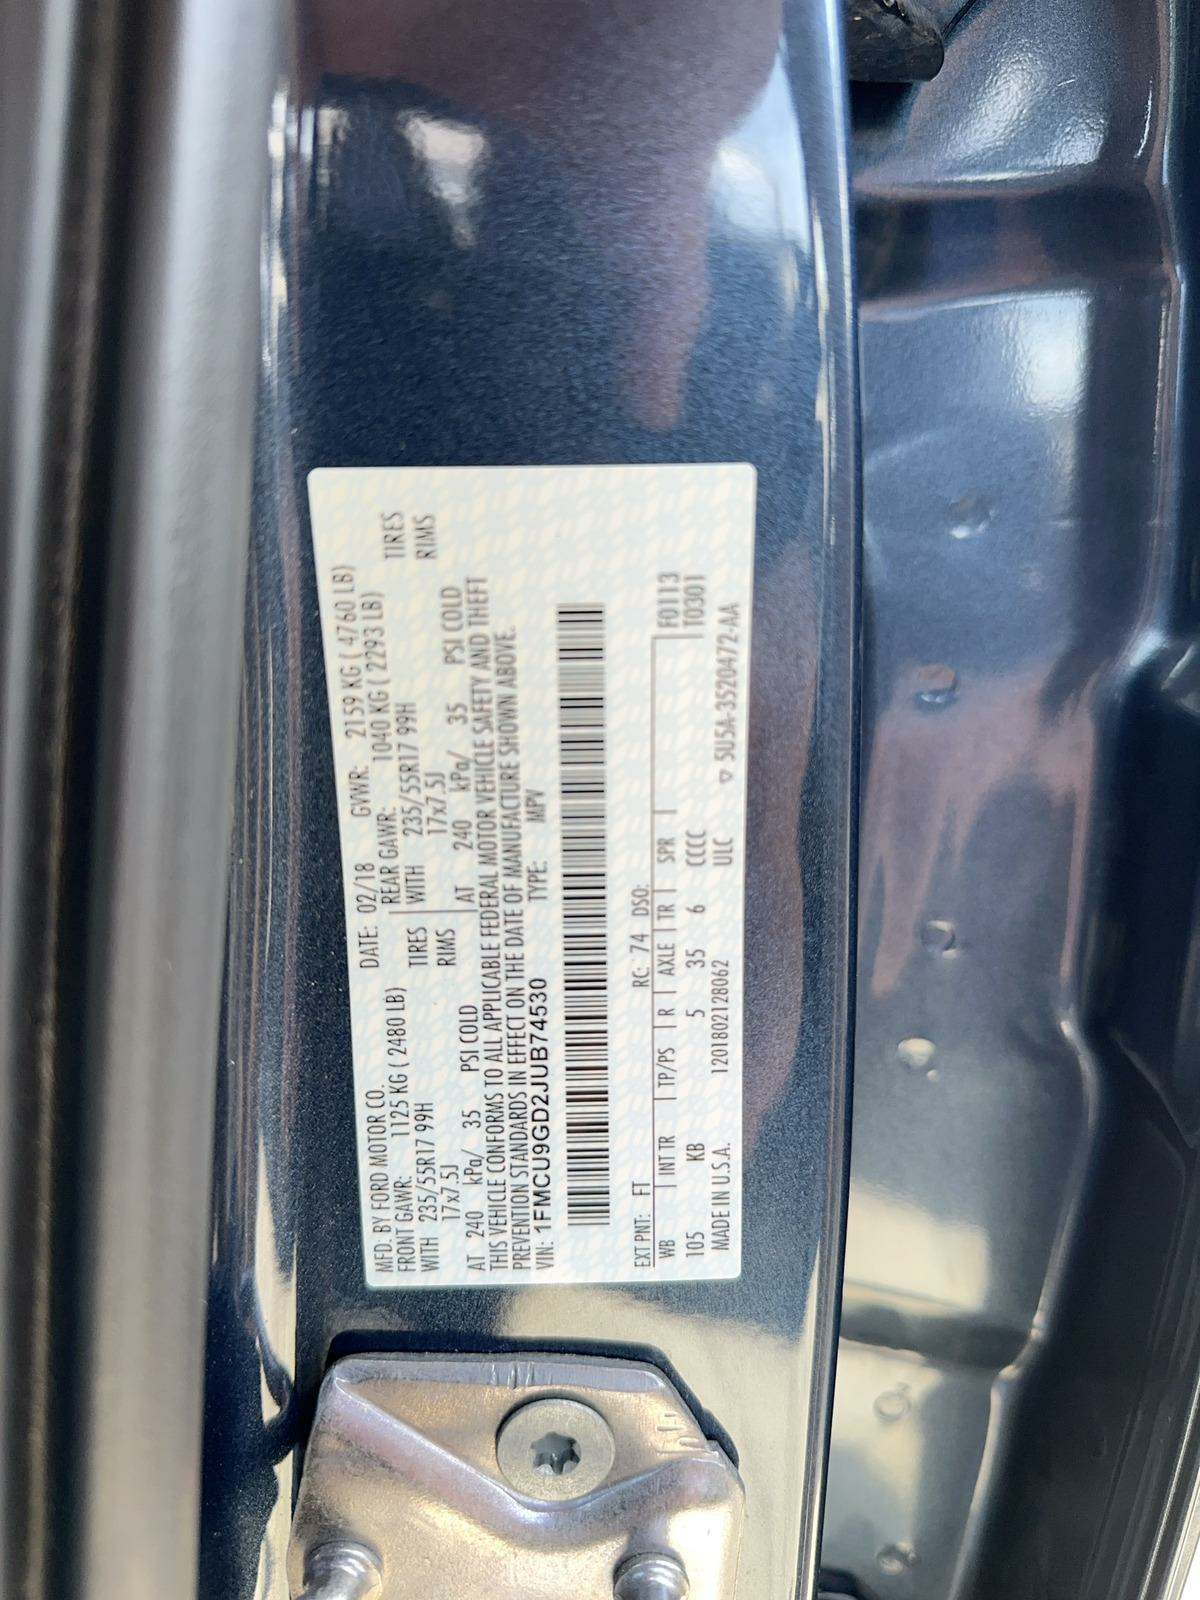 MFD. BY FORD MOTOR CO.
DATE: 02/18 GVWR: 2159 KG ( 4760 LB)
FRONT GAWR: 1125 KG ( 2480 LB)
REAR GAWR: 1040 KG ( 2293 LB)
WITH 235/55R17 99H TIRES
WITH 235/55R17 99H TIRES
17x7.5J RIMS
17x7.5J RIMS
AT 240 kPa/ 35 PSI COLD
AT 240 kPa/ 35 PSI COLD
THIS VEHICLE CONFORMS TO ALL APPLICABLE FEDERAL MOTOR VEHICLE SAFETY AND THEFT
PREVENTION STANDARDS IN EFFECT ON THE DATE OF MANUFACTURE SHOWN ABOVE.
VIN: 1FMCU9GD2JUB74530 TYPE: MPV
EXT PNT: FT RC: 74 DSO: F0113
WB INT TR TP/PS R AXLE TR SPR T0301
105 KB 5 35 6 CCCC
MADE IN U.S.A. 1201802128062 ULC ▽ 5U5A-3520472-AA